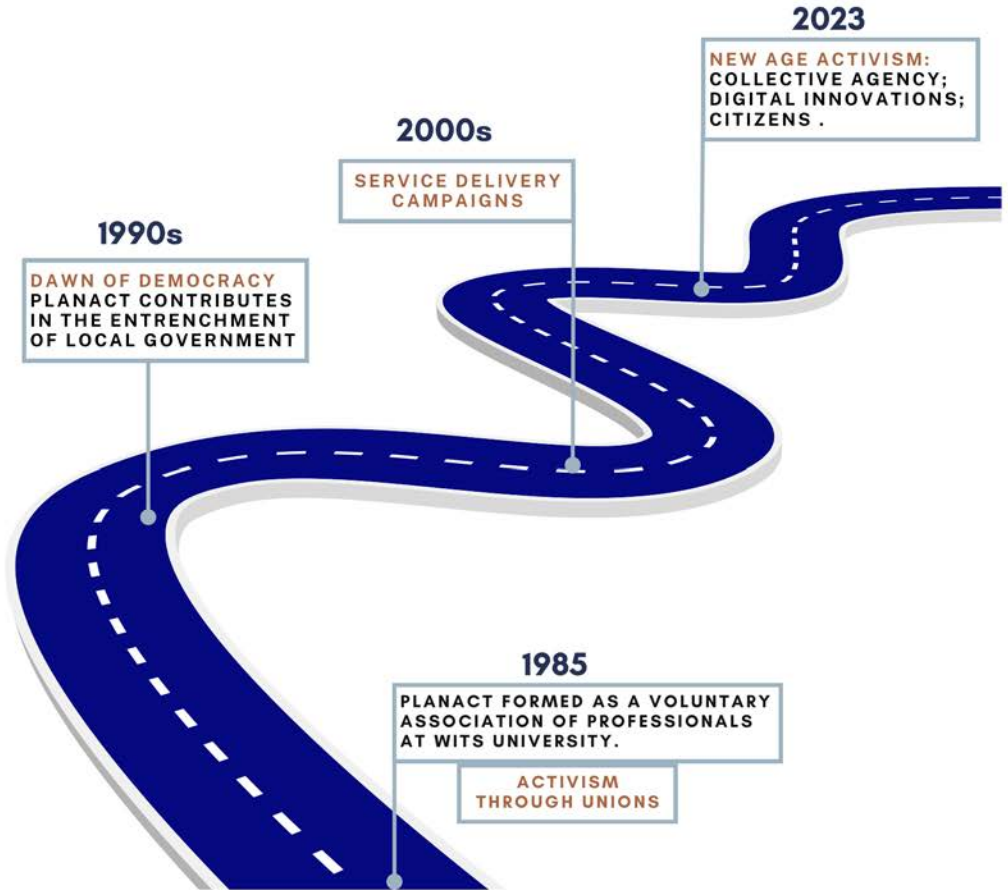 2023
NEW AGE ACTIVISM:
COLLECTIVE AGENCY;
DIGITAL INNOVATIONS;
CITIZENS .
2000s
SERVICE DELIVERY
CAMPAIGNS
1990s
DAWN OF DEMOCRACY
PLANACT CONTRIBUTES
IN THE ENTRENCHMENT
OF LOCAL GOVERNMENT
1985
PLANACT FORMED AS A VOLUNTARY
ASSOCIATION OF PROFESSIONALS
AT WITS UNIVERSITY.
ACTIVISM
THROUGH UNIONS